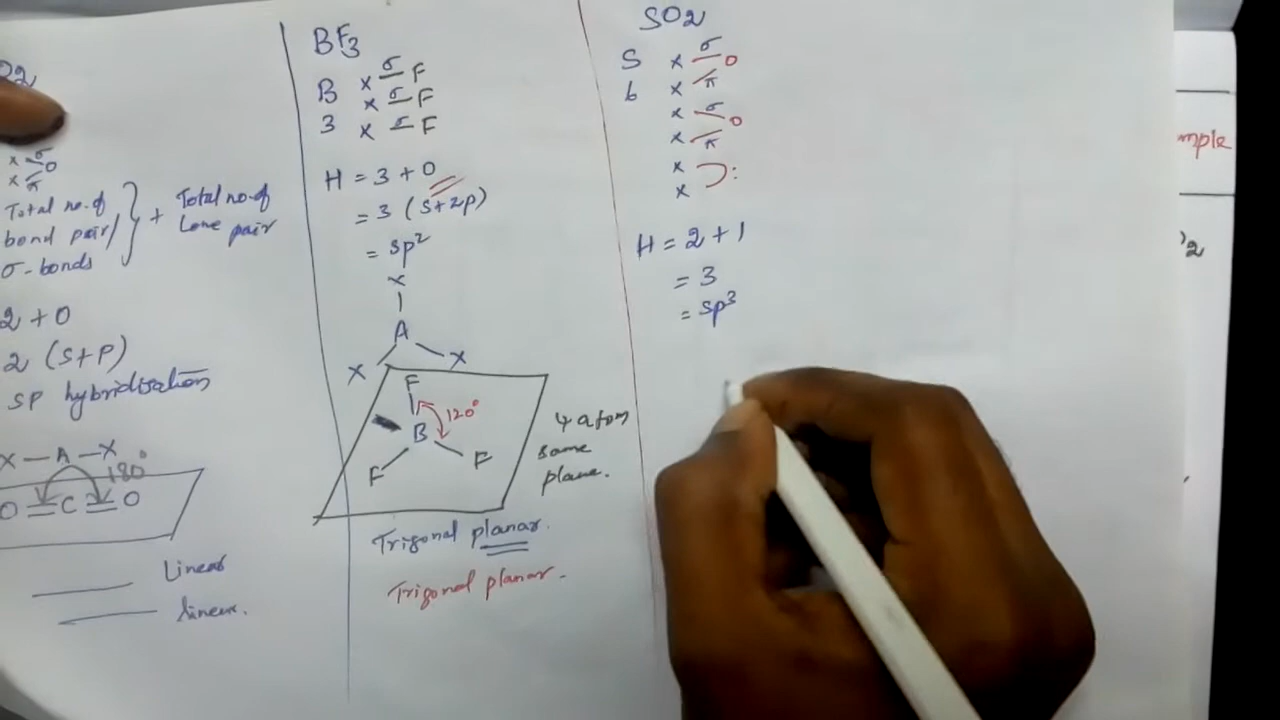 O2
x σ
x π O
Total no. of
bond pair/
σ-bonds
} + Total no. of
Lone pair
2 + 0
2 (S+P)
SP hybridisation
X — A — X
180°
O = C = O
Linear
linear.
BF3
B x σ F
x σ F
3 x σ F
H = 3 + 0
= 3 (S+2P)
= SP²
X
A
X X
F
120°
B
F F
4 atom
same
plane.
Trigonal planar.
Trigonal planar.
SO2
S x σ O
6 x π
x σ O
x π
x
x :
H = 2 + 1
= 3
= SP³
mple
2